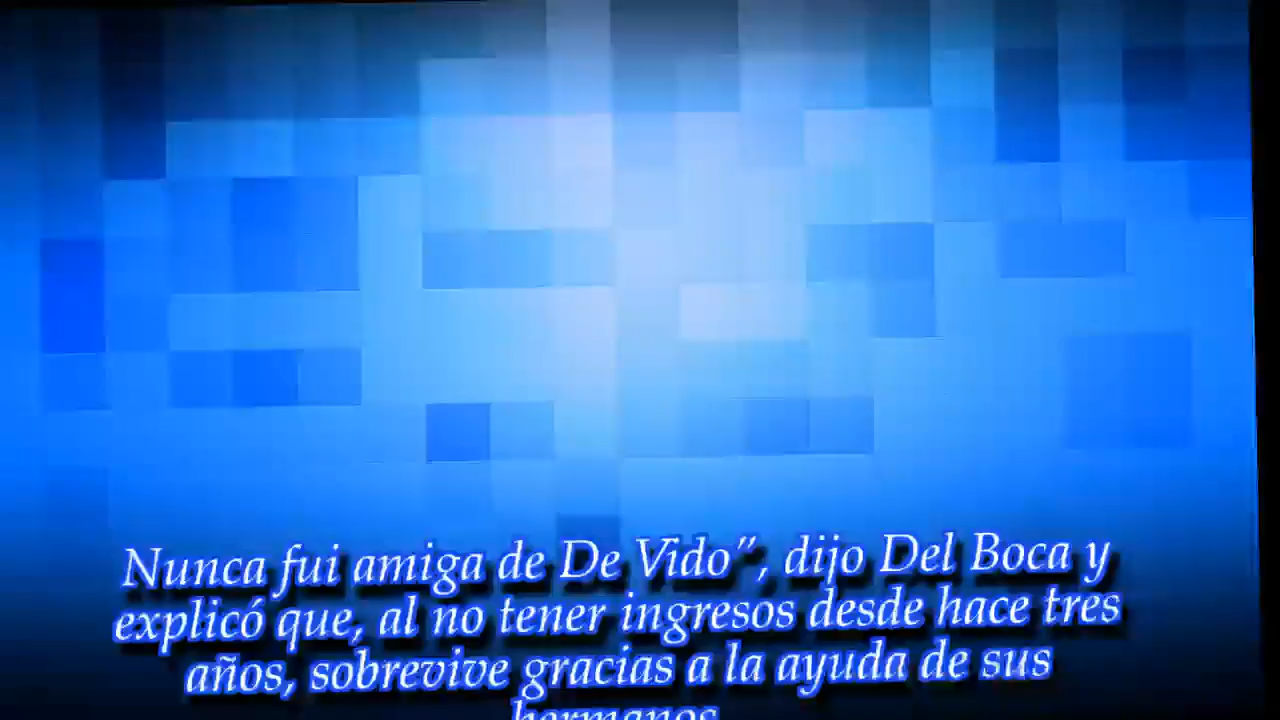 Nunca fui amiga de De Vido”, dijo Del Boca y
explicó que, al no tener ingresos desde hace tres
años, sobrevive gracias a la ayuda de sus
hermanos